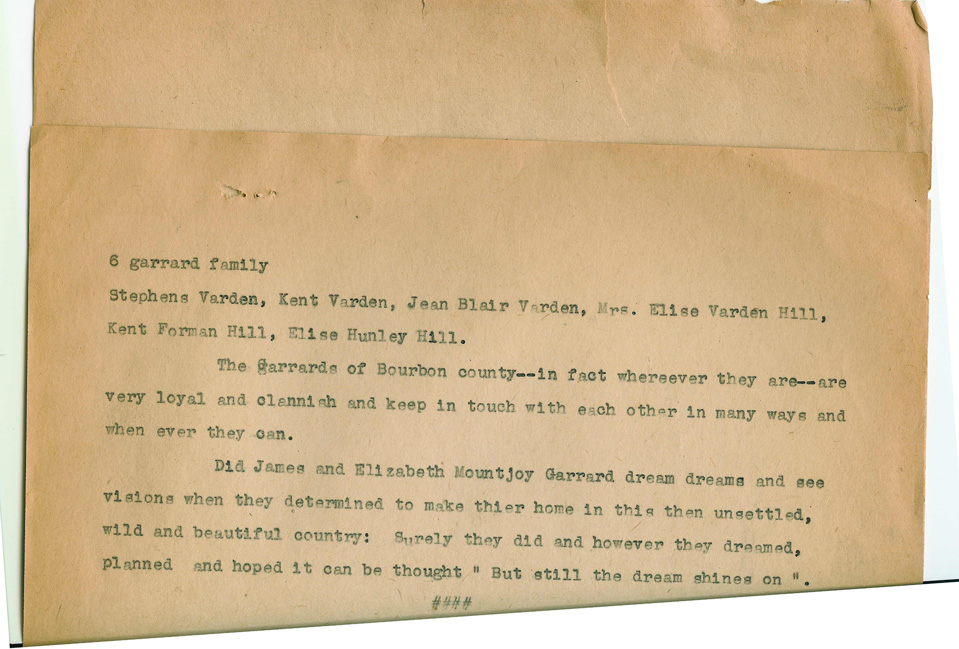 6 garrard family
Stephens Varden, Kent Varden, Jean Blair Varden, Mrs. Elise Varden Hill,
Kent Forman Hill, Elise Hunley Hill.
The Garrards of Bourbon county--in fact whereever they are--are
very loyal and clannish and keep in touch with each other in many ways and
when ever they can.
Did James and Elizabeth Mountjoy Garrard dream dreams and see
visions when they determined to make thier home in this then unsettled,
wild and beautiful country: Surely they did and however they dreamed,
planned and hoped it can be thought " But still the dream shines on ".
####